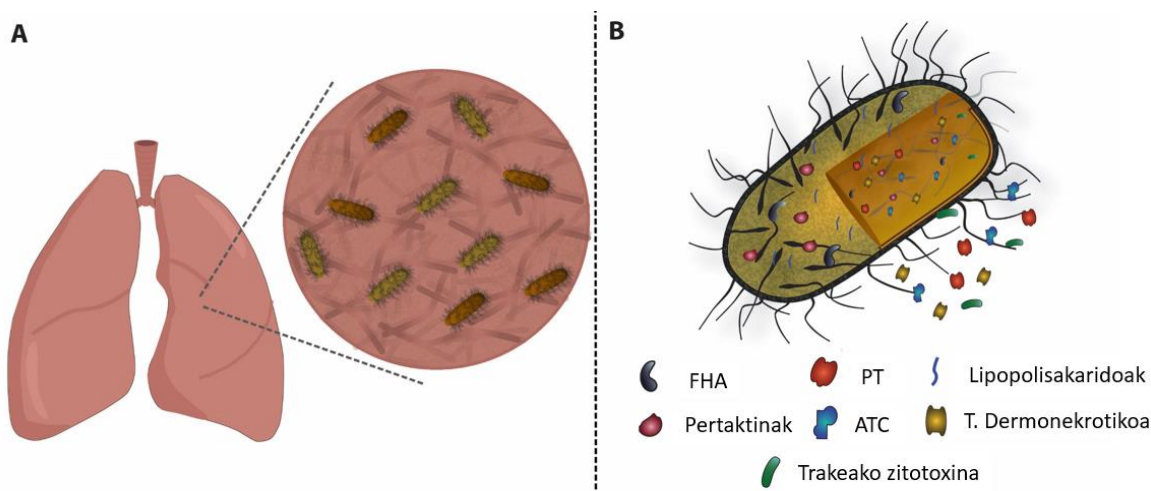 A
B
FHA
PT
Lipopolisakaridoak
Pertaktinak
ATC
T. Dermonekrotikoa
Trakeako zitotoxina